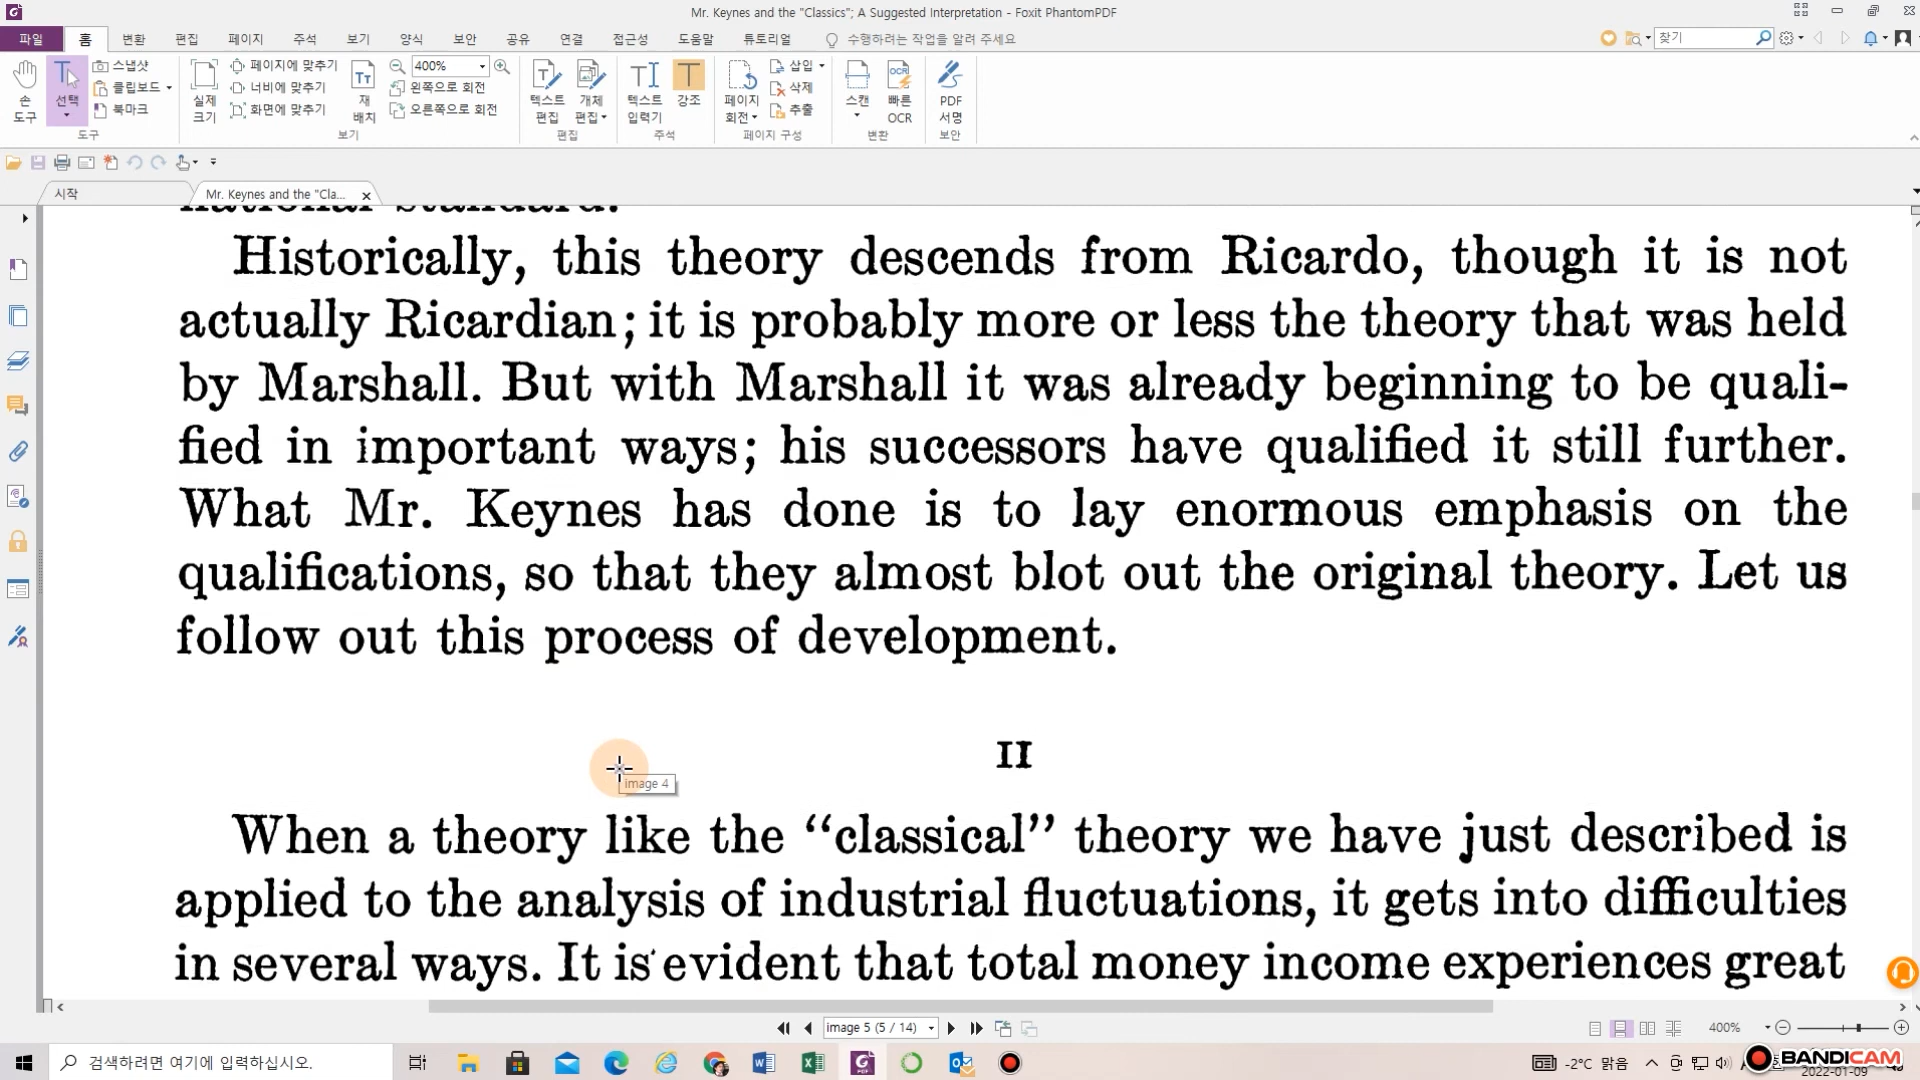 Mr. Keynes and the "Classics"; A Suggested Interpretation - Foxit PhantomPDF
파일 홈 변환 편집 페이지 주석 보기 양식 보안 공유 연결 접근성 도움말 튜토리얼 수행하려는 작업을 알려 주세요 찾기
손 도구
선택
스냅샷
클립보드
북마크
도구
실제 크기
페이지에 맞추기
너비에 맞추기
화면에 맞추기
재 배치
400%
왼쪽으로 회전
오른쪽으로 회전
보기
텍스트 편집
개체 편집
편집
텍스트 입력기
강조
주석
페이지 회전
삽입
삭제
추출
페이지 구성
스캔
빠른 OCR
변환
PDF 서명
보안
시작
Mr. Keynes and the "Cla...
national standard.
Historically, this theory descends from Ricardo, though it is not
actually Ricardian; it is probably more or less the theory that was held
by Marshall. But with Marshall it was already beginning to be quali-
fied in important ways; his successors have qualified it still further.
What Mr. Keynes has done is to lay enormous emphasis on the
qualifications, so that they almost blot out the original theory. Let us
follow out this process of development.
II
image 4
When a theory like the “classical” theory we have just described is
applied to the analysis of industrial fluctuations, it gets into difficulties
in several ways. It is evident that total money income experiences great
image 5 (5 / 14)
400%
검색하려면 여기에 입력하십시오.
-2°C 맑음
BANDICAM
2022-01-09